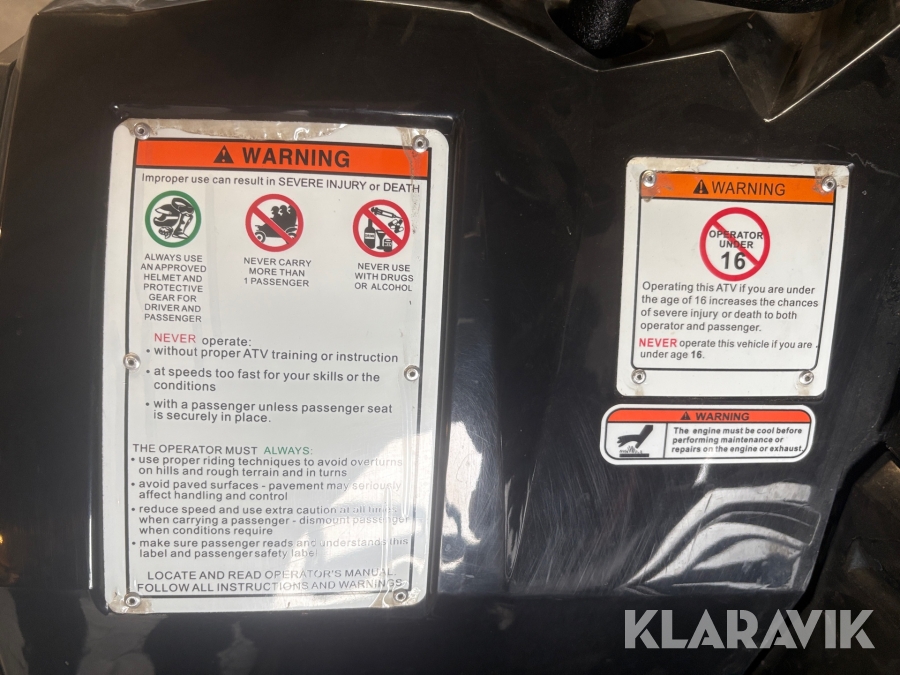 WARNING
Improper use can result in SEVERE INJURY or DEATH
ALWAYS USE
AN APPROVED
HELMET AND
PROTECTIVE
GEAR FOR
DRIVER AND
PASSENGER
NEVER CARRY
MORE THAN
1 PASSENGER
NEVER USE
WITH DRUGS
OR ALCOHOL
NEVER operate:
• without proper ATV training or instruction
• at speeds too fast for your skills or the
conditions
• with a passenger unless passenger seat
is securely in place.
THE OPERATOR MUST ALWAYS:
• use proper riding techniques to avoid overturns
on hills and rough terrain and in turns
• avoid paved surfaces - pavement may seriously
affect handling and control
• reduce speed and use extra caution at all times
when carrying a passenger - dismount passenger
when conditions require
• make sure passenger reads and understands this
label and passengersafety label
LOCATE AND READ OPERATOR'S MANUAL
FOLLOW ALL INSTRUCTIONS AND WARNINGS
WARNING
OPERATOR
UNDER
16
Operating this ATV if you are under
the age of 16 increases the chances
of severe injury or death to both
operator and passenger.
NEVER operate this vehicle if you are
under age 16.
WARNING
The engine must be cool before
performing maintenance or
repairs on the engine or exhaust.
KLARAVIK